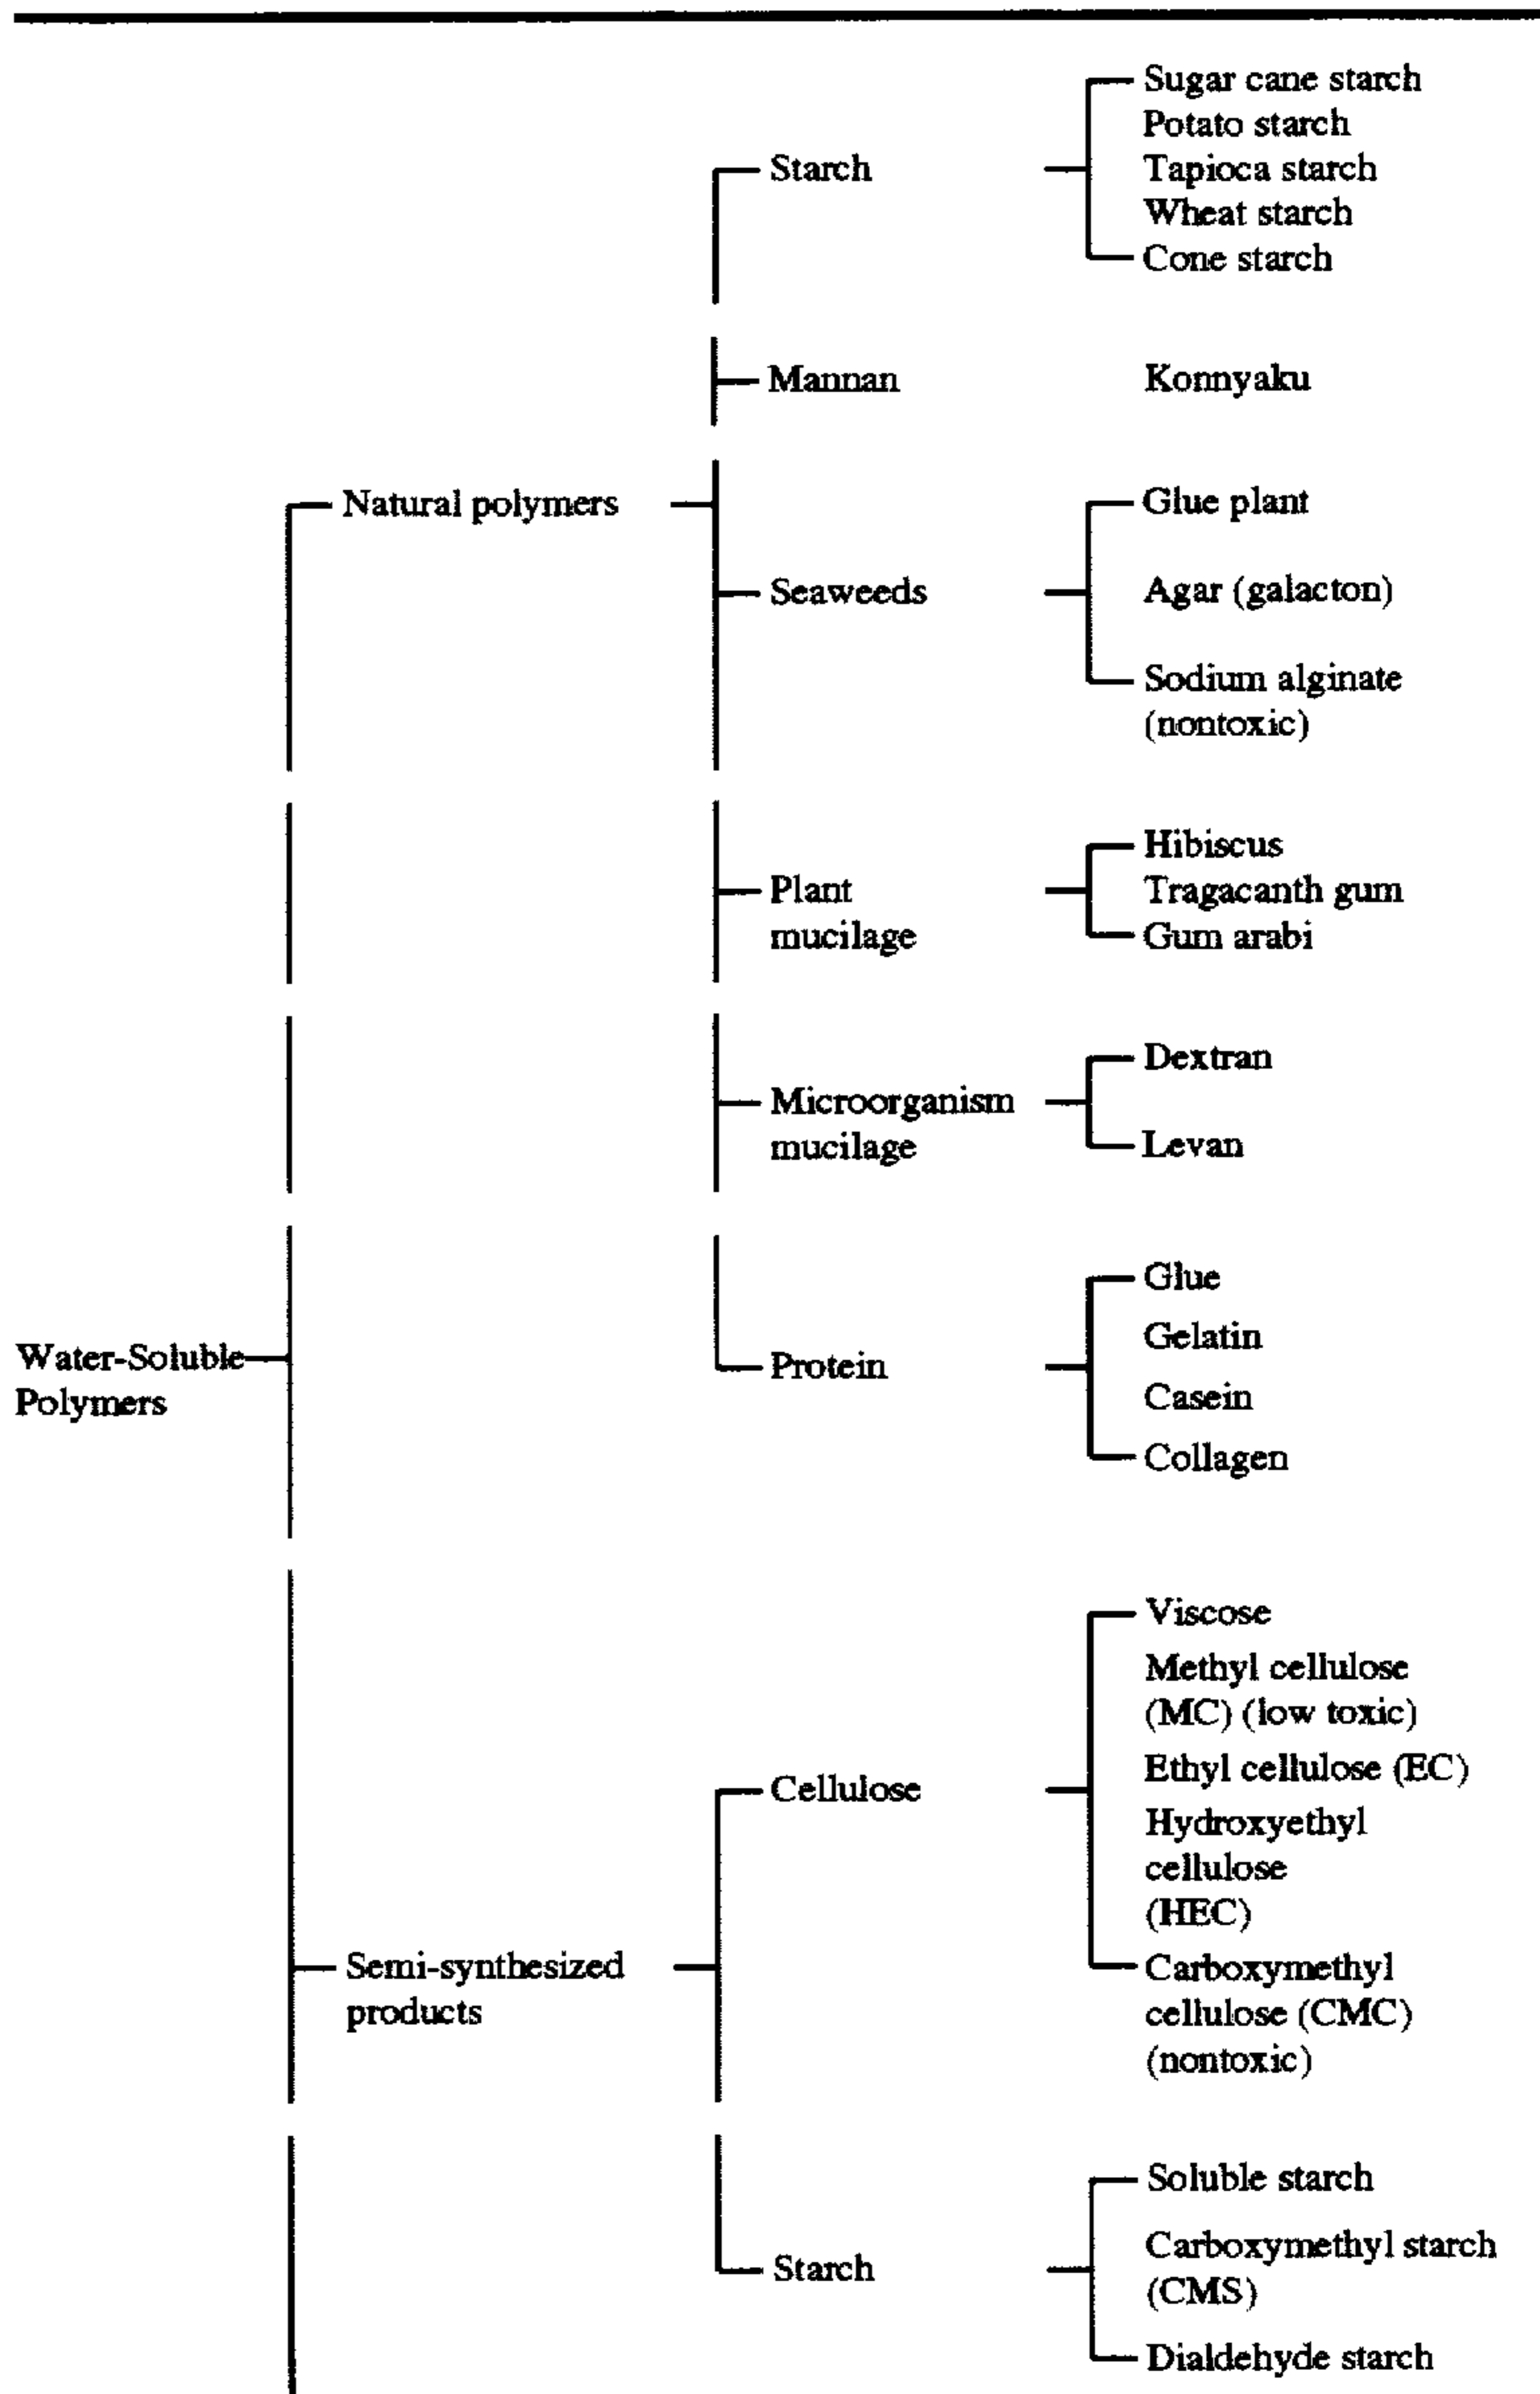 Sugar cane starch
Potato starch
Starch
Tapioca starch
Wheat starch
Cone starch
Mannan
Konnyaku
Natural polymers
Glue plant
Seaweeds
Agar (galacton)
Sodium alginate
(nontoxic)
Hibiscus
Plant
mucilage
Tragacanth gum
Gum arabi
Dextran
Microorganism
mucilage
Levan
Glue
Gelatin
Water-Soluble
Polymers
Protein
Casein
Collagen
Viscose
Methyl cellulose
(MC) (low toxic)
Cellulose
Ethyl cellulose (EC)
Hydroxyethyl
cellulose
(HEC)
Semi-synthesized
products
Carboxymethyl
cellulose (CMC)
(nontoxic)
Soluble starch
Starch
Carboxymethyl starch
(CMS)
Dialdehyde starch